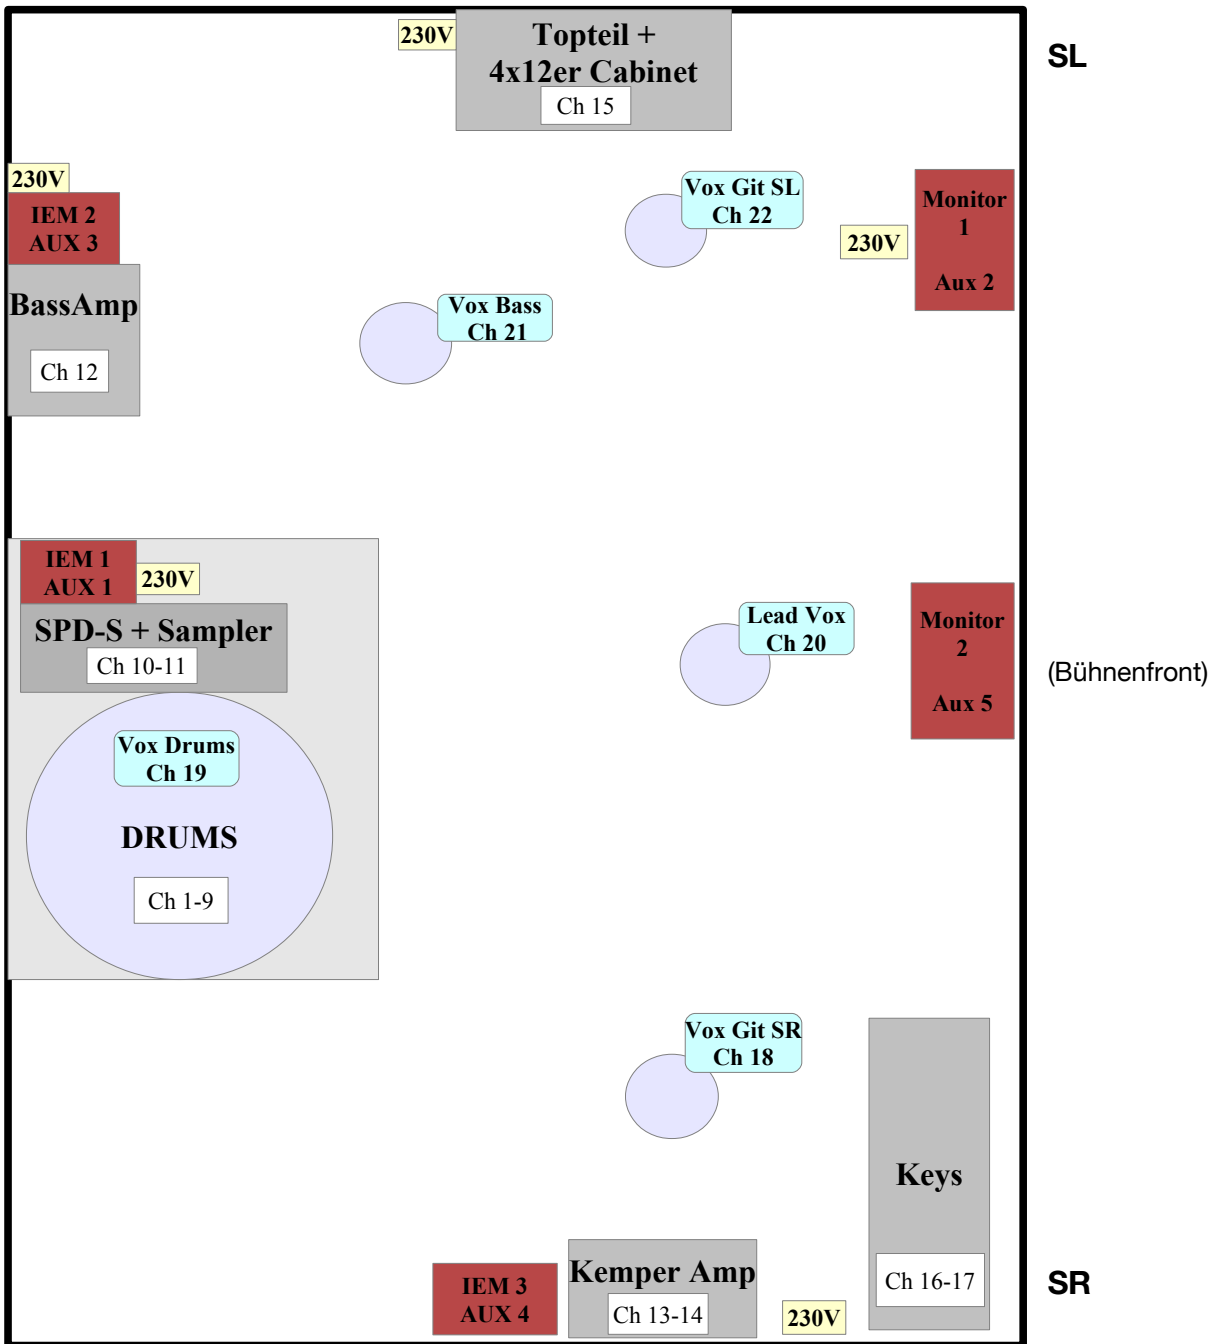 230V
Topteil +
4x12er Cabinet
Ch 15
SL
230V
IEM 2
AUX 3
BassAmp
Ch 12
Vox Git SL
Ch 22
230V
Monitor
1
Aux 2
Vox Bass
Ch 21
IEM 1
AUX 1
230V
SPD-S + Sampler
Ch 10-11
Lead Vox
Ch 20
Monitor
2
Aux 5
(Bühnenfront)
Vox Drums
Ch 19
DRUMS
Ch 1-9
Vox Git SR
Ch 18
Keys
Ch 16-17
IEM 3
AUX 4
Kemper Amp
Ch 13-14
230V
SR